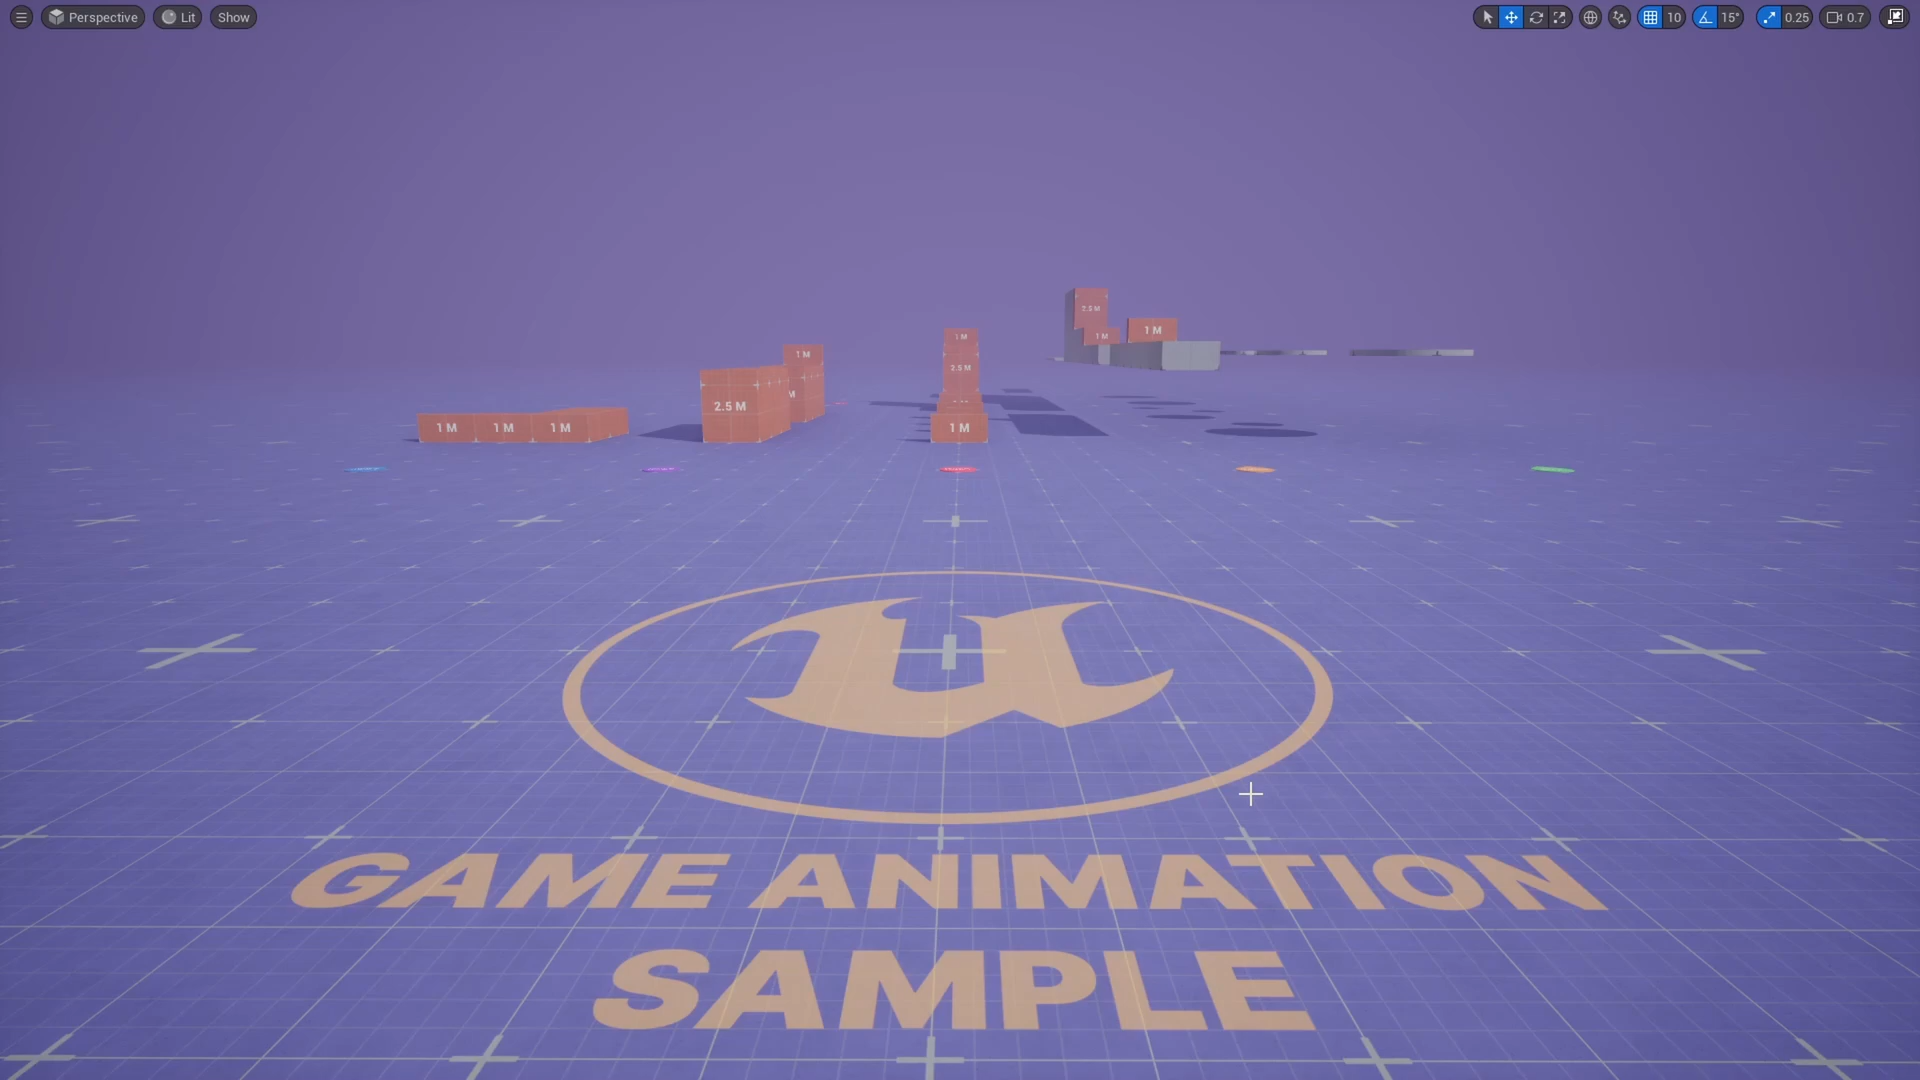 Perspective Lit Show 10 15° 0.25 0.7
2.5 M
1 M 1 M
1 M
1 M
2.5 M
2.5 M
M
1 M 1 M 1 M
1 M
GAME ANIMATION
SAMPLE